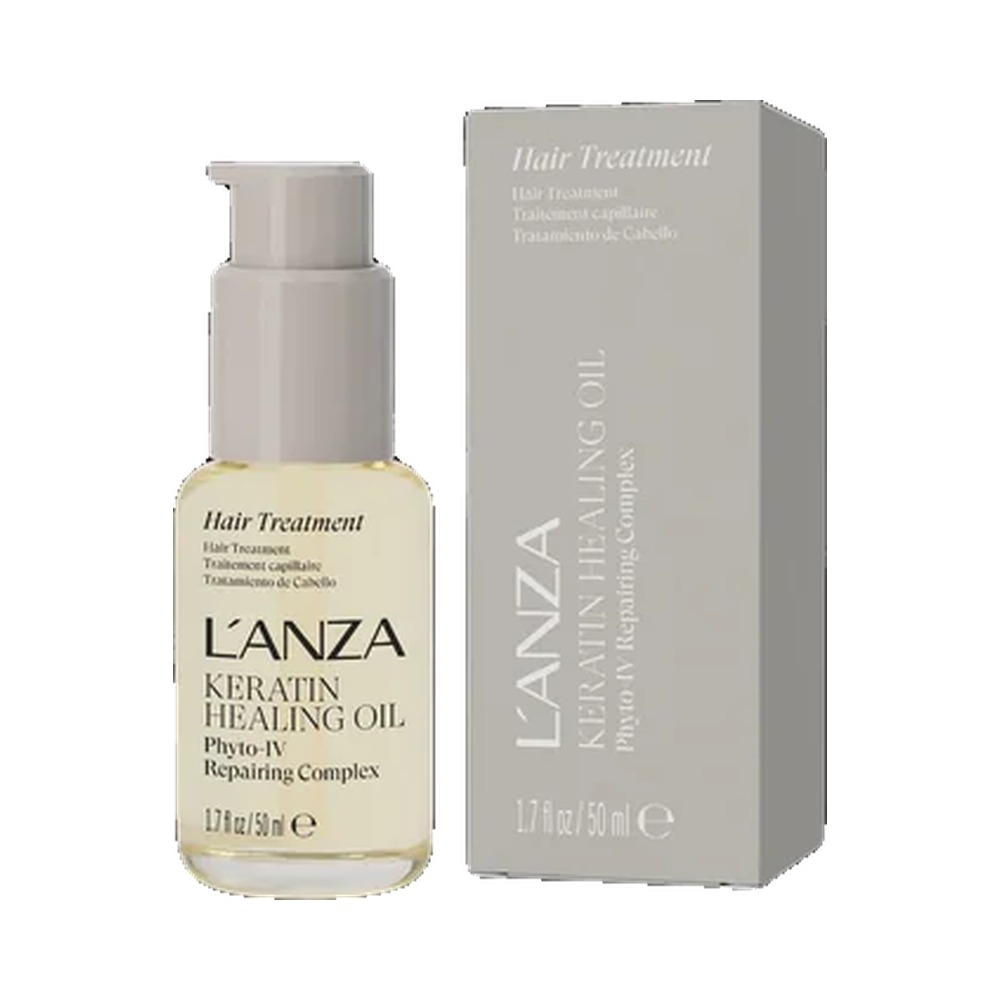 Hair Treatment
Hair Treatment
Traitement capillaire
Tratamiento de Cabello
L'ANZA
KERATIN
HEALING OIL
Phyto-IV
Repairing Complex
1.7 fl oz / 50 ml ℮
Hair Treatment
Hair Treatment
Traitement capillaire
Tratamiento de Cabello
L'ANZA
KERATIN HEALING OIL
Phyto-IV Repairing Complex
1.7 fl oz / 50 ml ℮